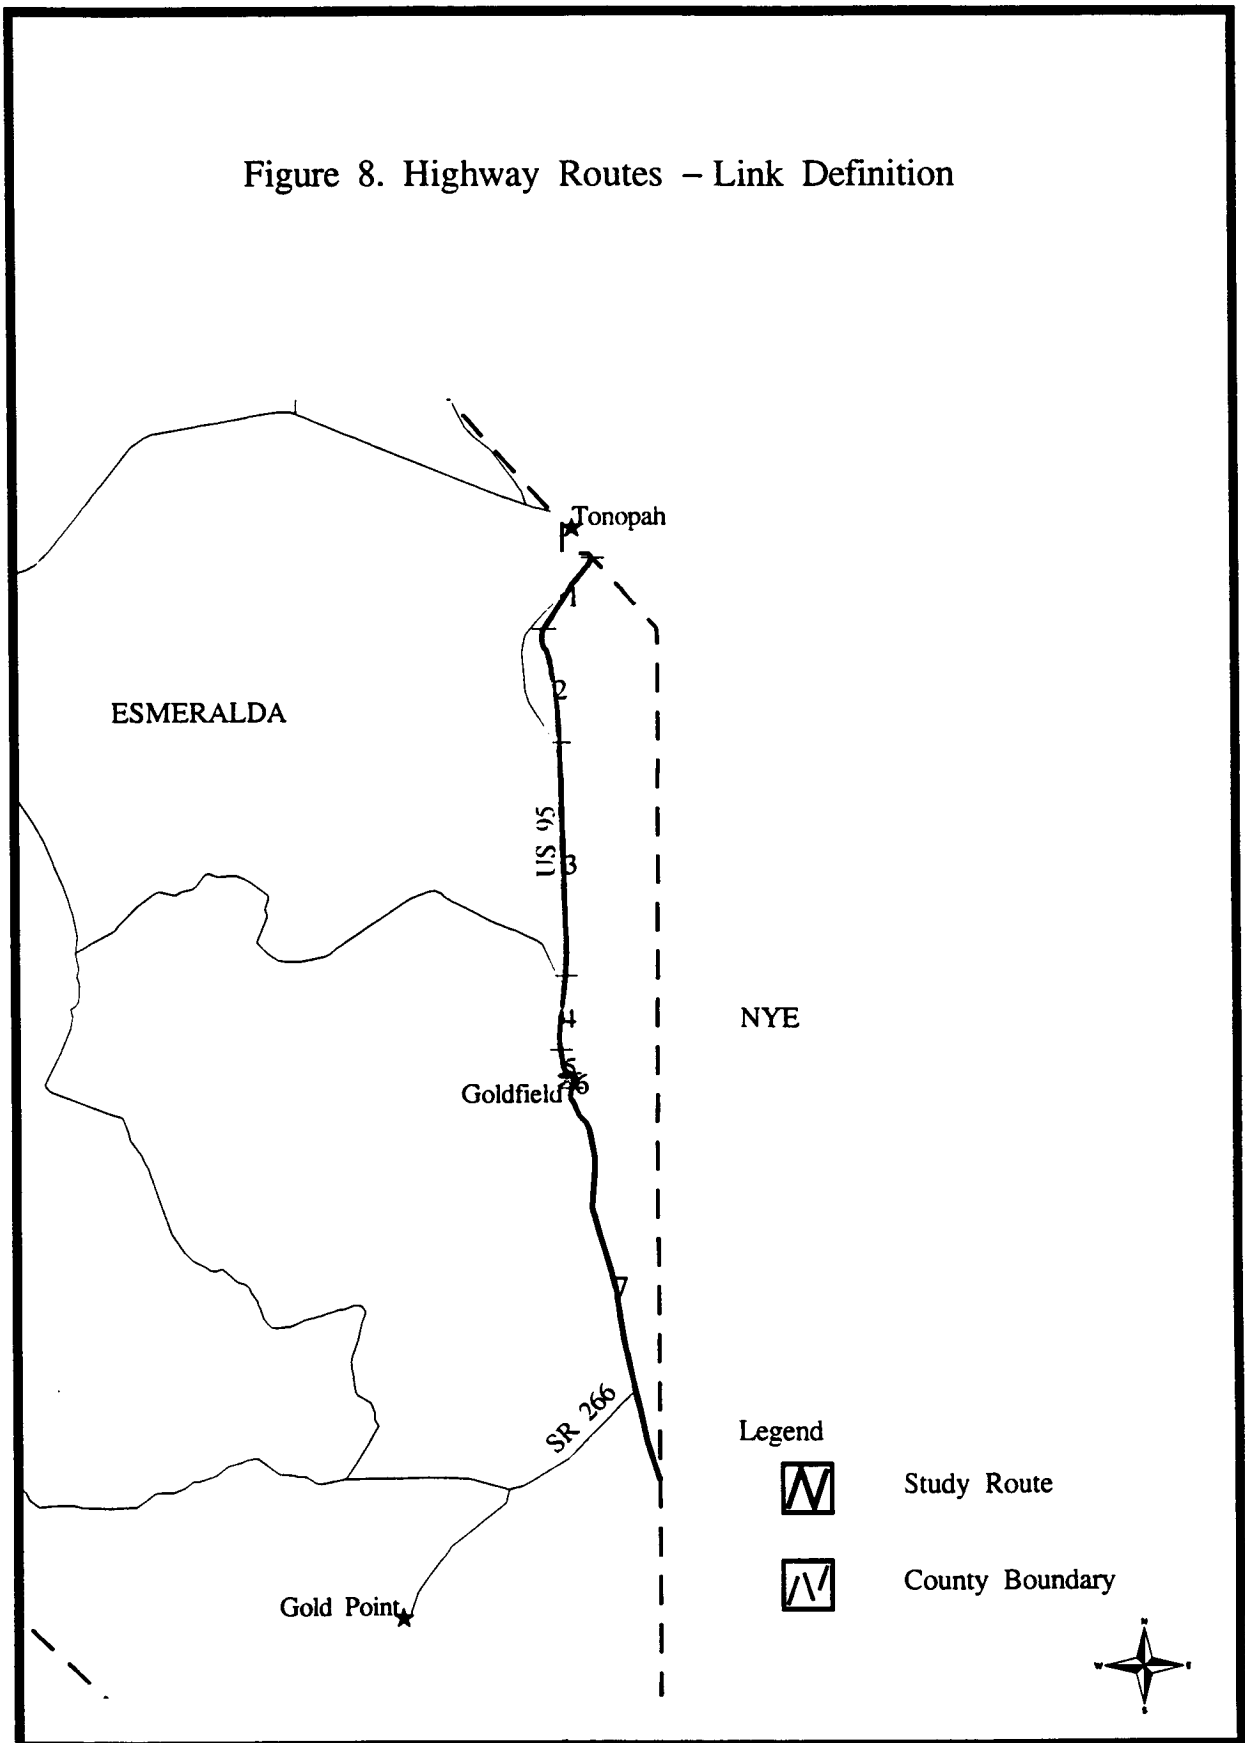 Figure 8. Highway Routes – Link Definition
Tonopah
1
2
ESMERALDA
US 95
3
4
NYE
5
6
Goldfield
7
SR 266
Legend
Study Route
County Boundary
Gold Point
N
W
E
S